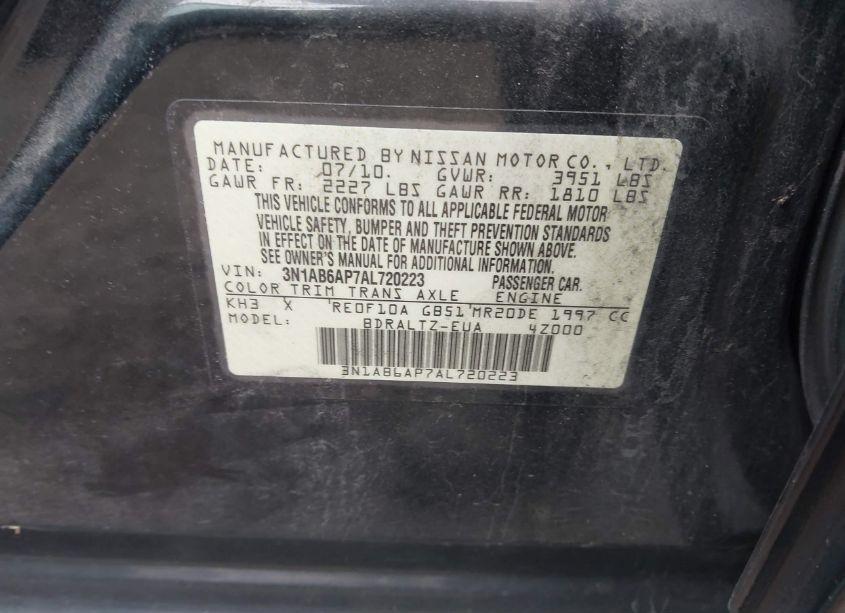 MANUFACTURED BY NISSAN MOTOR CO., LTD.
DATE: 07/10. GVWR: 3951 LBS
GAWR FR: 2227 LBS GAWR RR: 1810 LBS
THIS VEHICLE CONFORMS TO ALL APPLICABLE FEDERAL MOTOR
VEHICLE SAFETY, BUMPER AND THEFT PREVENTION STANDARDS
IN EFFECT ON THE DATE OF MANUFACTURE SHOWN ABOVE.
SEE OWNER'S MANUAL FOR ADDITIONAL INFORMATION.
VIN: 3N1AB6AP7AL720223 PASSENGER CAR.
COLOR TRIM TRANS AXLE ENGINE
KH3 X RE0F10A GB51 MR20DE 1997 CC
MODEL: BDRALTZ-EUA 4Z000
3N1AB6AP7AL720223